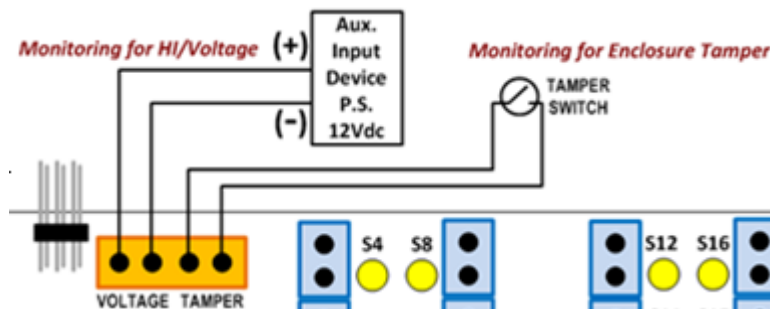 Monitoring for HI/Voltage
(+)
Aux.
Input
Device
P.S.
12Vdc
(-)
Monitoring for Enclosure Tamper
TAMPER
SWITCH
S4 S8 S12 S16
VOLTAGE TAMPER